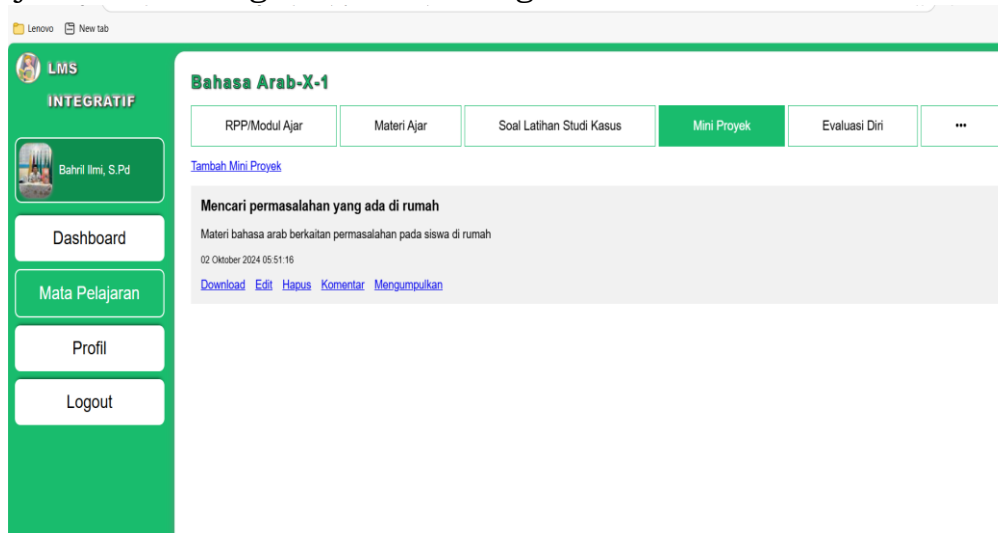 Lenovo New tab
LMS
INTEGRATIF
Bahril Ilmi, S.Pd
Dashboard
Mata Pelajaran
Profil
Logout
Bahasa Arab-X-1
RPP/Modul Ajar Materi Ajar Soal Latihan Studi Kasus Mini Proyek Evaluasi Diri •••
Tambah Mini Proyek
Mencari permasalahan yang ada di rumah
Materi bahasa arab berkaitan permasalahan pada siswa di rumah
02 Oktober 2024 05:51:16
Download Edit Hapus Komentar Mengumpulkan